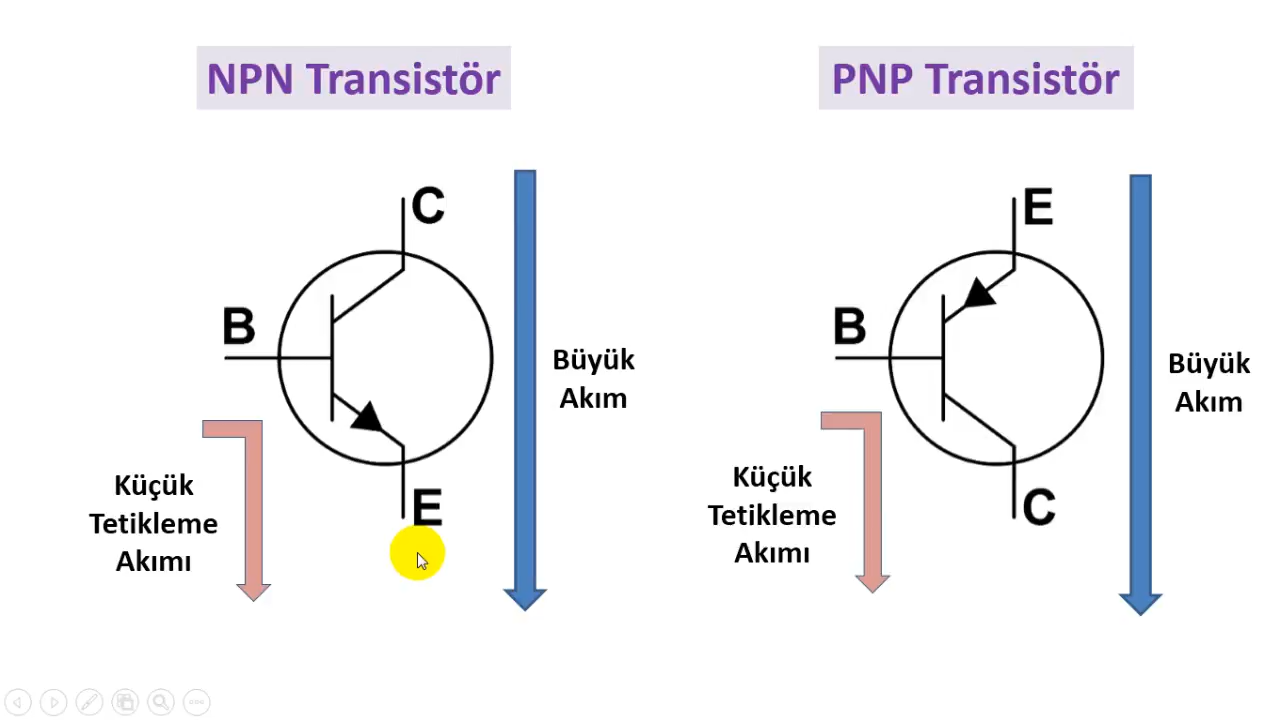 NPN Transistör
PNP Transistör
C
B
E
Büyük
Akım
Küçük
Tetikleme
Akımı
E
B
C
Büyük
Akım
Küçük
Tetikleme
Akımı